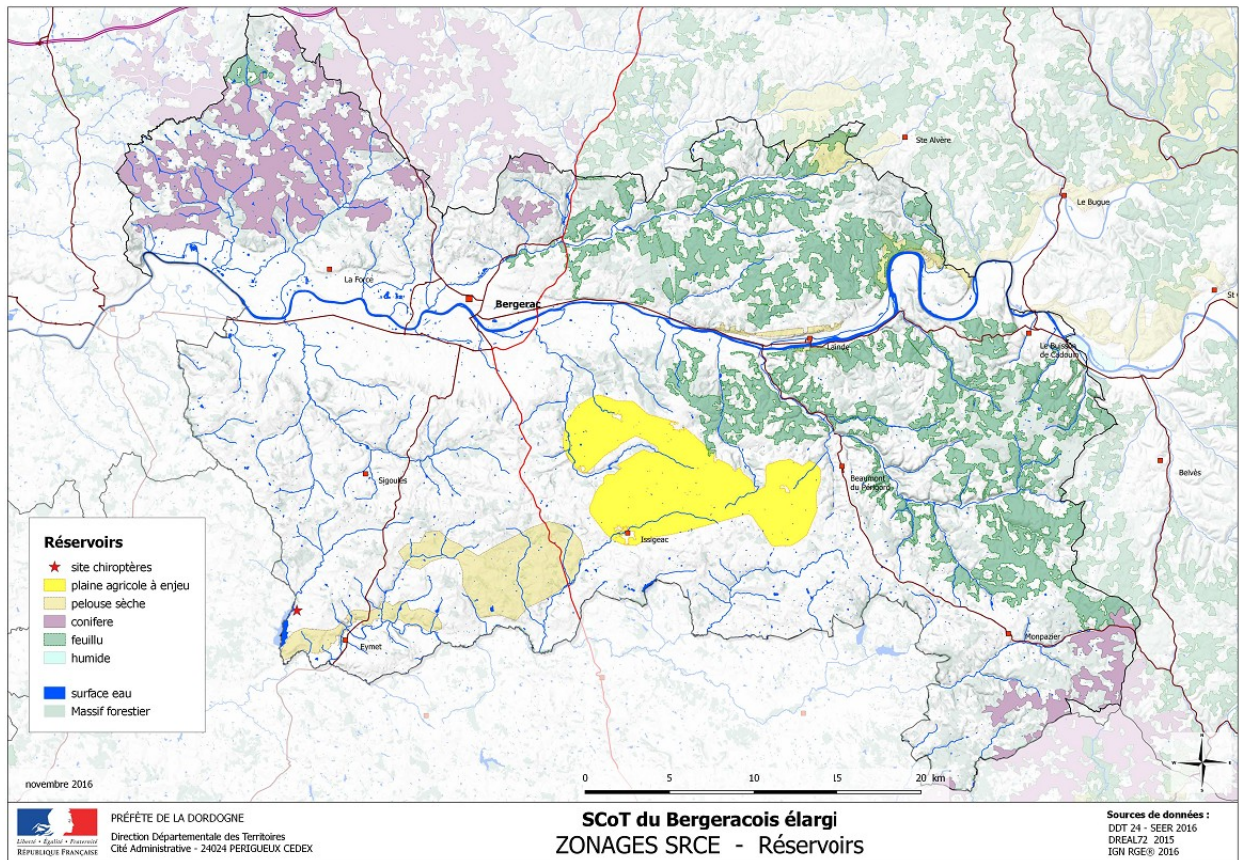 Ste Alvère
Le Bugue
La Force
Bergerac
St
Lalinde
Le Buisson
de Cadouin
Sigoulès
Beaumont
du Périgord
Belvès
Issigeac
Eymet
Monpazier
Réservoirs
site chiroptères
plaine agricole à enjeu
pelouse sèche
conifere
feuillu
humide
surface eau
Massif forestier
novembre 2016
0 5 10 15 20 km
N
W E
S
Liberté • Égalité • Fraternité
RÉPUBLIQUE FRANÇAISE
PRÉFÈTE DE LA DORDOGNE
Direction Départementale des Territoires
Cité Administrative - 24024 PERIGUEUX CEDEX
SCoT du Bergeracois élargi
ZONAGES SRCE - Réservoirs
Sources de données :
DDT 24 - SEER 2016
DREAL72 2015
IGN RGE® 2016